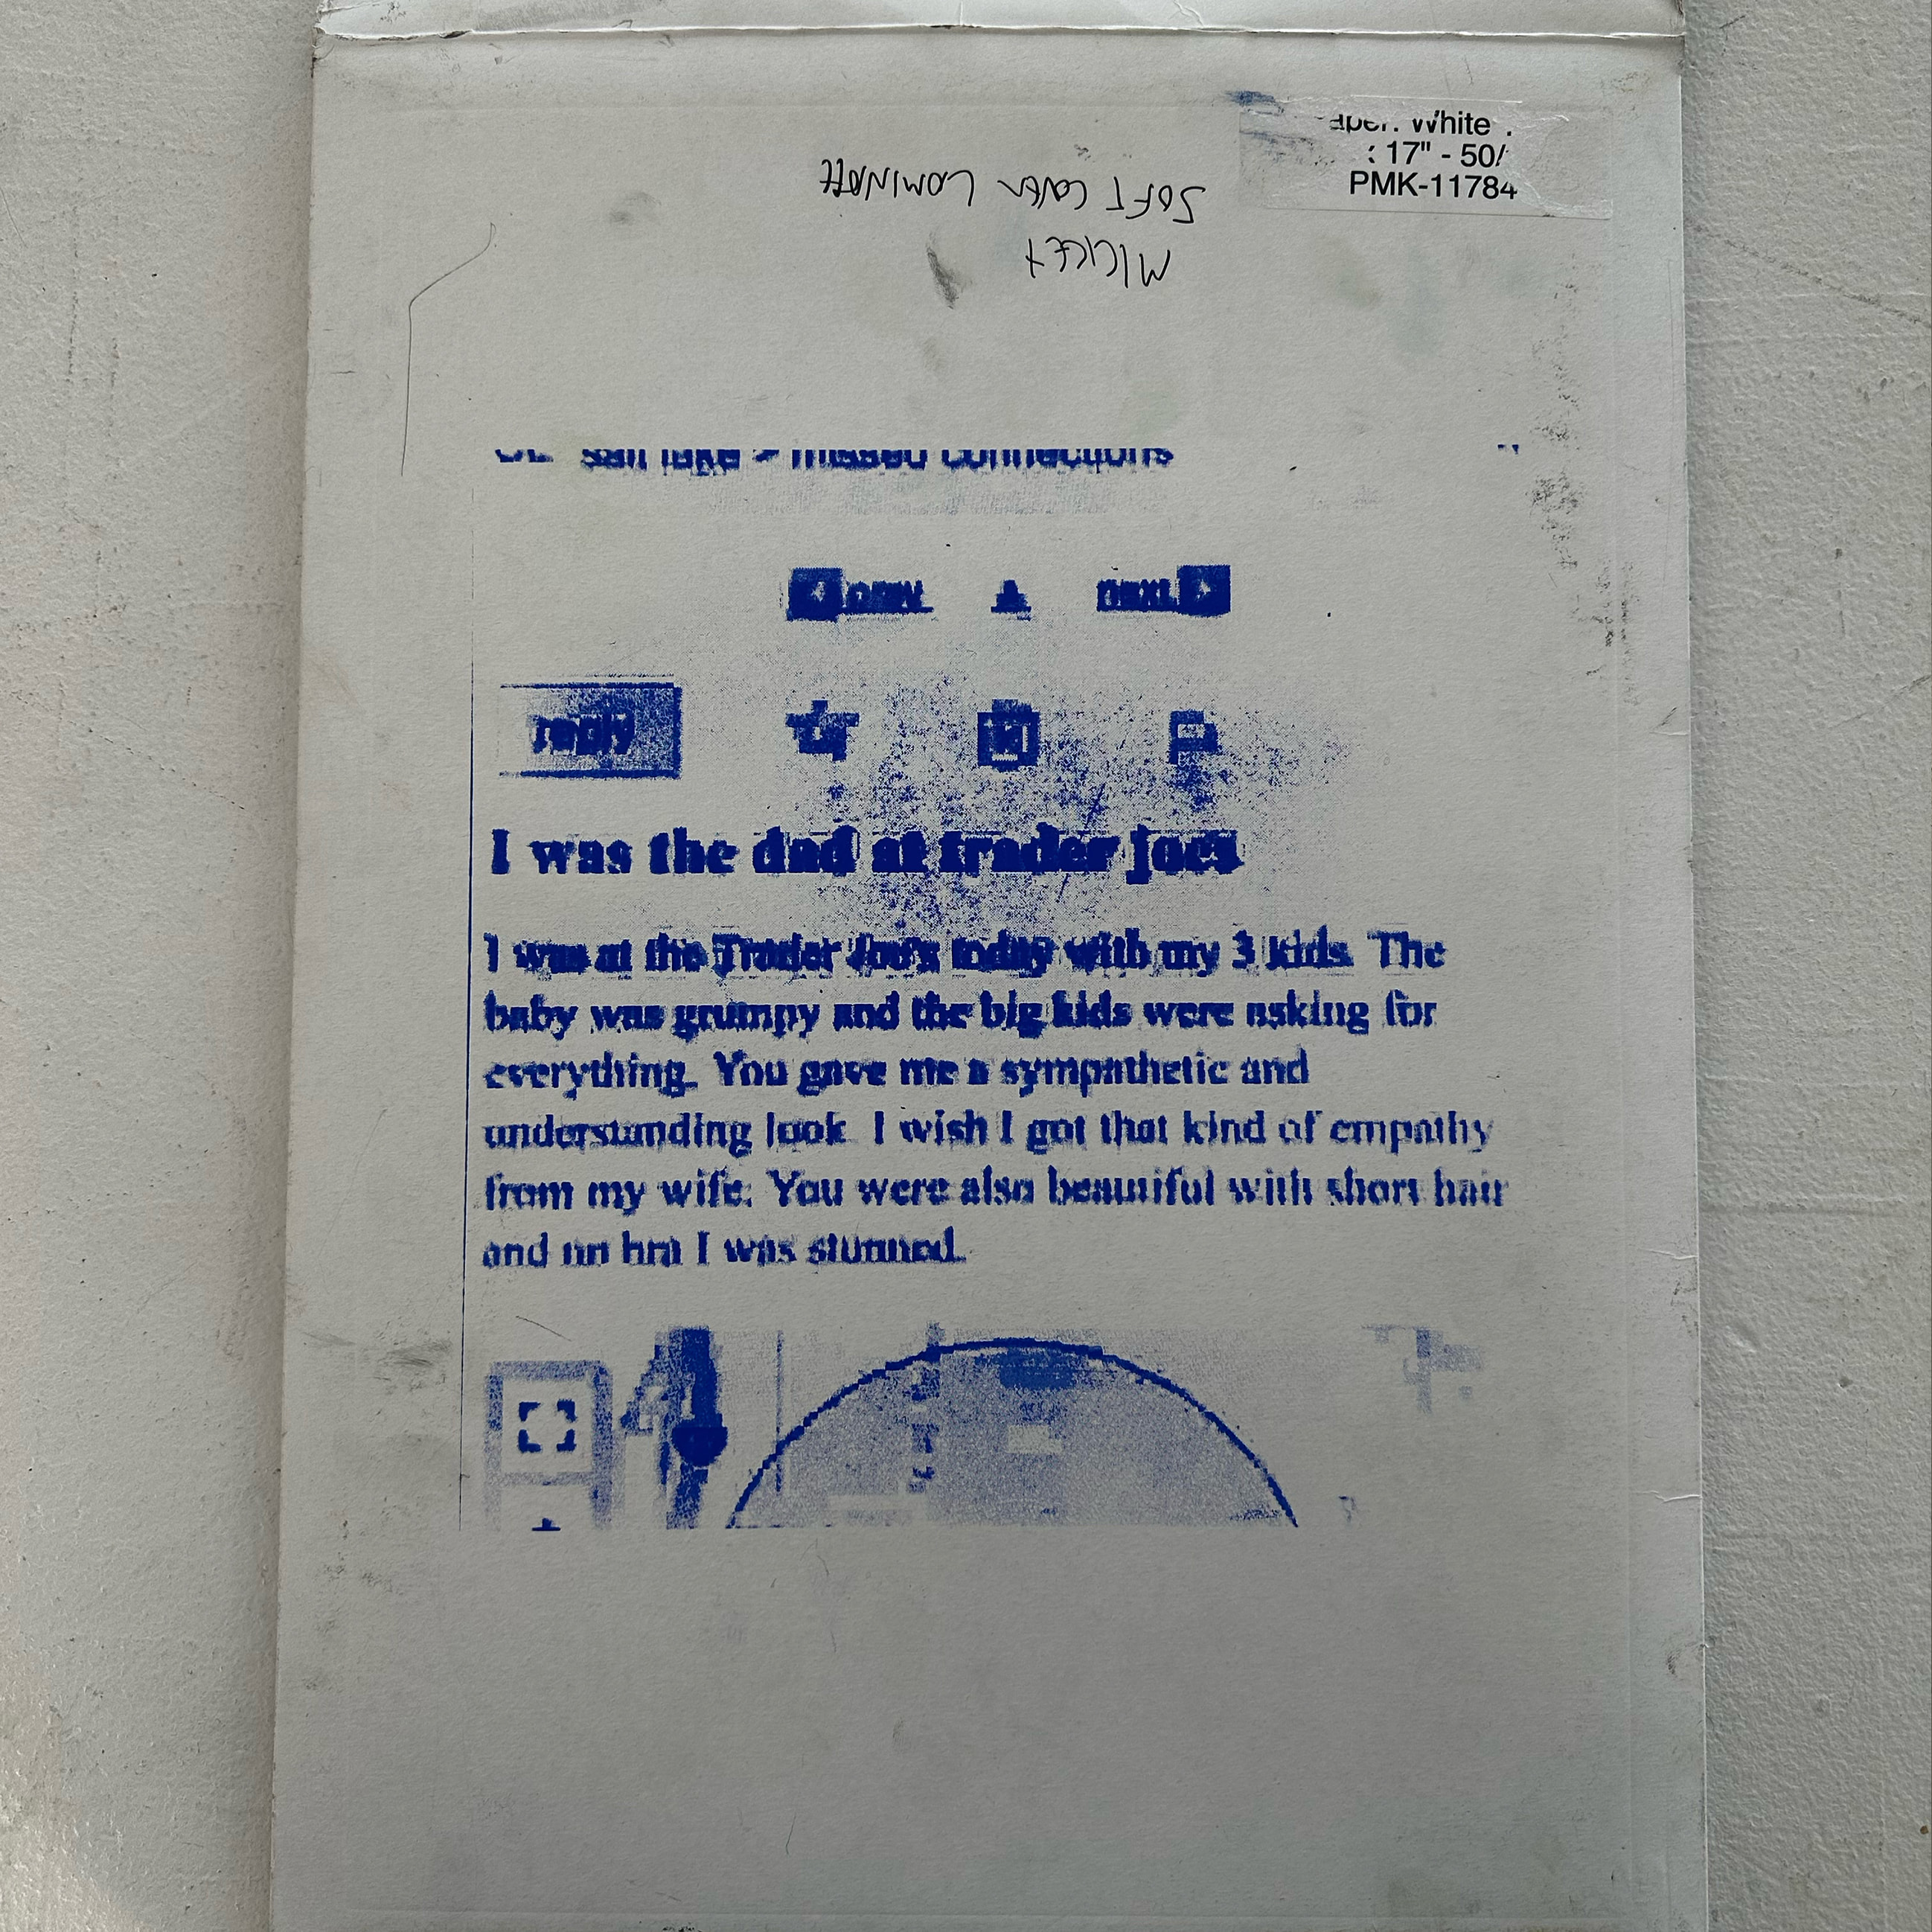 aper: White
17" - 50/
PMK-11784
MICKEY
SOFT COVER LAMINATE
CL salt lake > missed connections
prev next
reply
I was the dad at trader joes
I was at the Trader Joe's today with my 3 kids. The
baby was grumpy and the big kids were asking for
everything. You gave me a sympathetic and
understanding look. I wish I got that kind of empathy
from my wife. You were also beautiful with short hair
and no bra I was stunned.